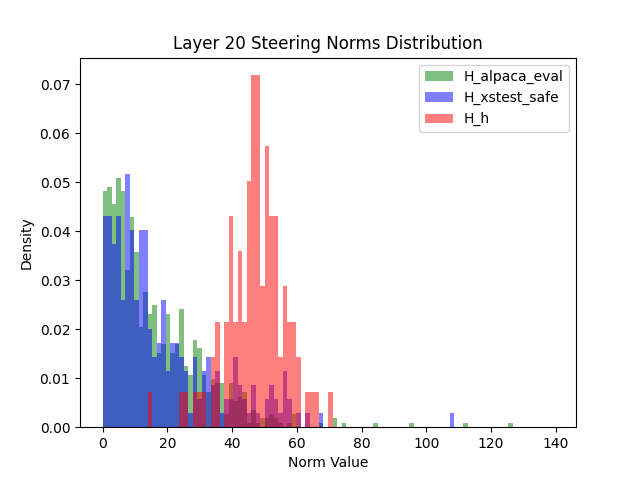 Layer 20 Steering Norms Distribution
H_alpaca_eval
H_xstest_safe
H_h
0.07
0.06
0.05
0.04
0.03
0.02
0.01
0.00
Density
0 20 40 60 80 100 120 140
Norm Value